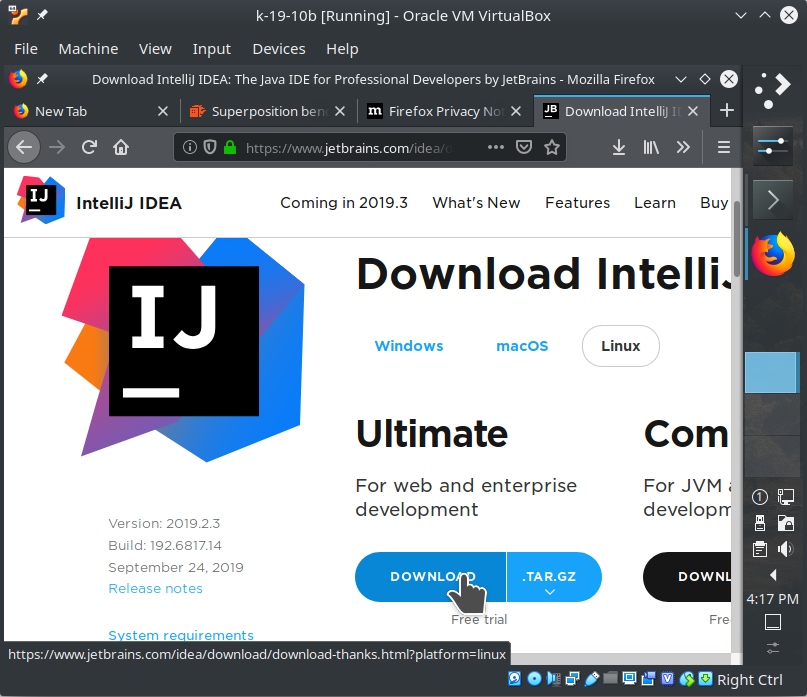 k-19-10b [Running] - Oracle VM VirtualBox
File Machine View Input Devices Help
Download IntelliJ IDEA: The Java IDE for Professional Developers by JetBrains - Mozilla Firefox
New Tab
Superposition ben
Firefox Privacy No
Download IntelliJ I
https://www.jetbrains.com/idea/d
IJ
IntelliJ IDEA
Coming in 2019.3 What's New Features Learn Buy
IJ
Download IntelliJ
Windows macOS Linux
Ultimate
Com
For web and enterprise
development
For JVM a
developm
Version: 2019.2.3
Build: 192.6817.14
September 24, 2019
Release notes
System requirements
DOWNLOAD .TAR.GZ
DOWNL
Free trial
Free
https://www.jetbrains.com/idea/download/download-thanks.html?platform=linux
1
4:17 PM
Right Ctrl